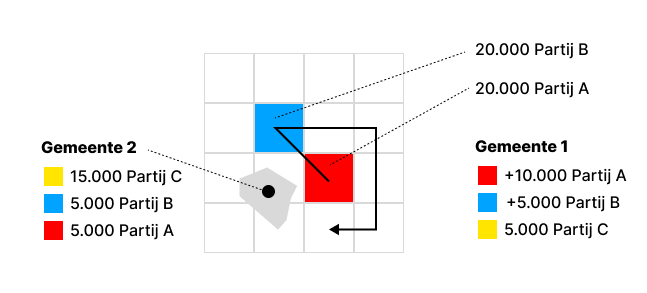 20.000 Partij B
20.000 Partij A
Gemeente 2
15.000 Partij C
5.000 Partij B
5.000 Partij A
Gemeente 1
+10.000 Partij A
+5.000 Partij B
5.000 Partij C